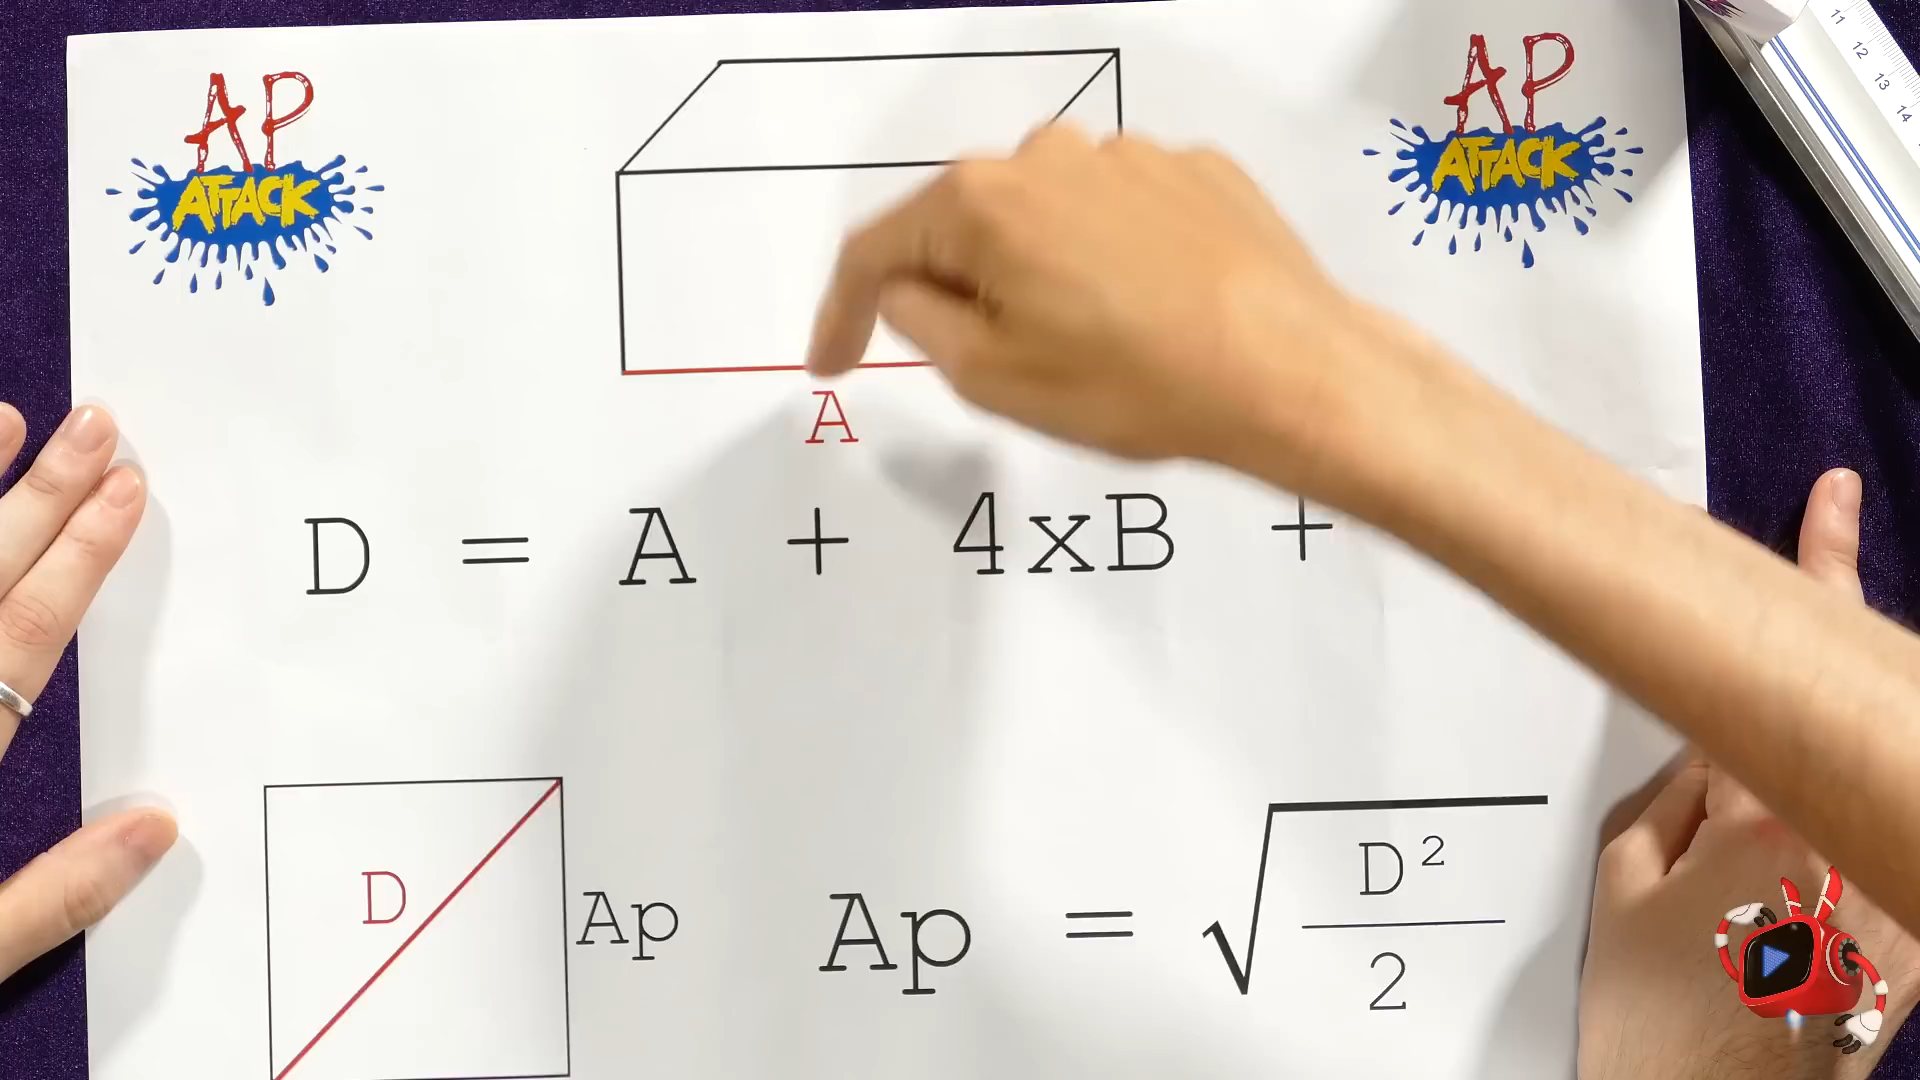 AP
ATTACK
AP
ATTACK
11
12
13
14
A
D = A + 4xB +
D
Ap
Ap = √ D²
2